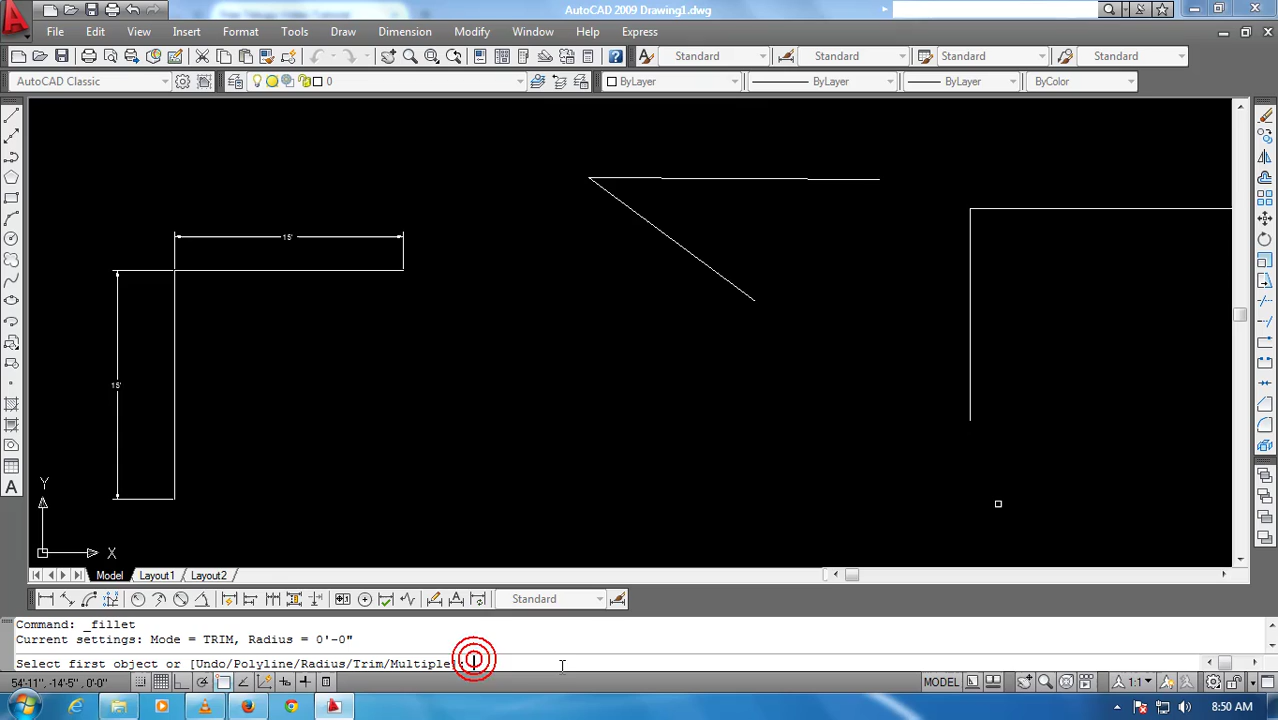 AutoCAD 2009 Drawing1.dwg
File Edit View Insert Format Tools Draw Dimension Modify Window Help Express
Standard Standard Standard Standard
AutoCAD Classic 0 ByLayer ByLayer ByLayer ByColor
15'
15'
Y
X
Model Layout1 Layout2
Standard
Command: _fillet
Current settings: Mode = TRIM, Radius = 0'-0"
Select first object or [Undo/Polyline/Radius/Trim/Multiple]:
54'-11", -14'-5", 0'-0" MODEL 1:1
8:50 AM